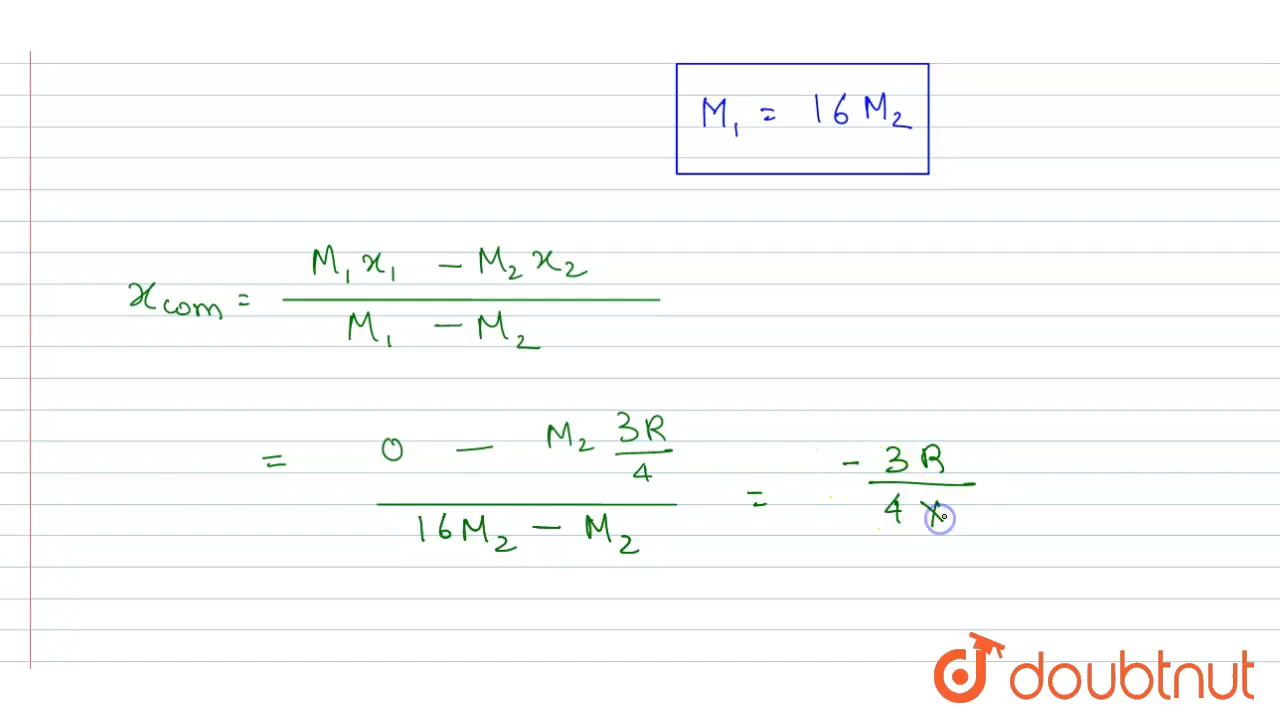 M₁ = 16 M₂
x_com = (M₁x₁ − M₂x₂) / (M₁ − M₂)
= (0 − M₂ 3R/4) / (16M₂ − M₂) = −3R / 4 ×
doubtnut